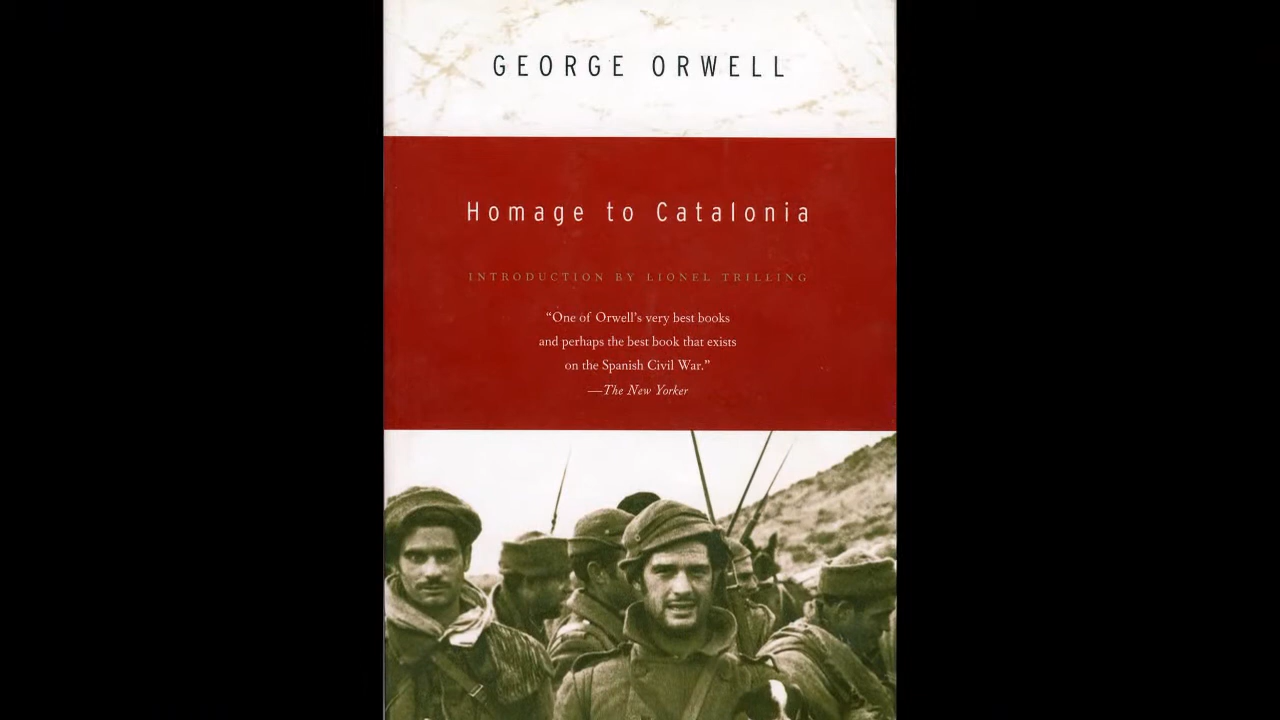 GEORGE ORWELL
Homage to Catalonia
INTRODUCTION BY LIONEL TRILLING
“One of Orwell’s very best books
and perhaps the best book that exists
on the Spanish Civil War.”
—The New Yorker